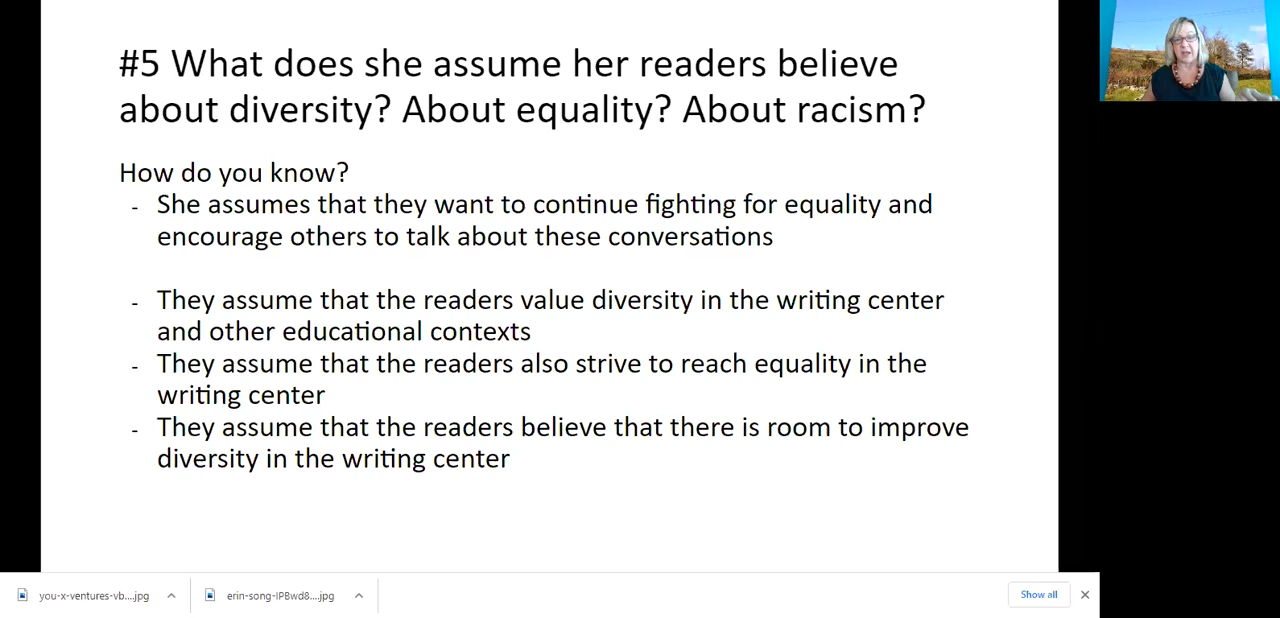 #5 What does she assume her readers believe
about diversity? About equality? About racism?
How do you know?
- She assumes that they want to continue fighting for equality and
encourage others to talk about these conversations
- They assume that the readers value diversity in the writing center
and other educational contexts
- They assume that the readers also strive to reach equality in the
writing center
- They assume that the readers believe that there is room to improve
diversity in the writing center
you-x-ventures-vb....jpg
erin-song-IP8wd8....jpg
Show all